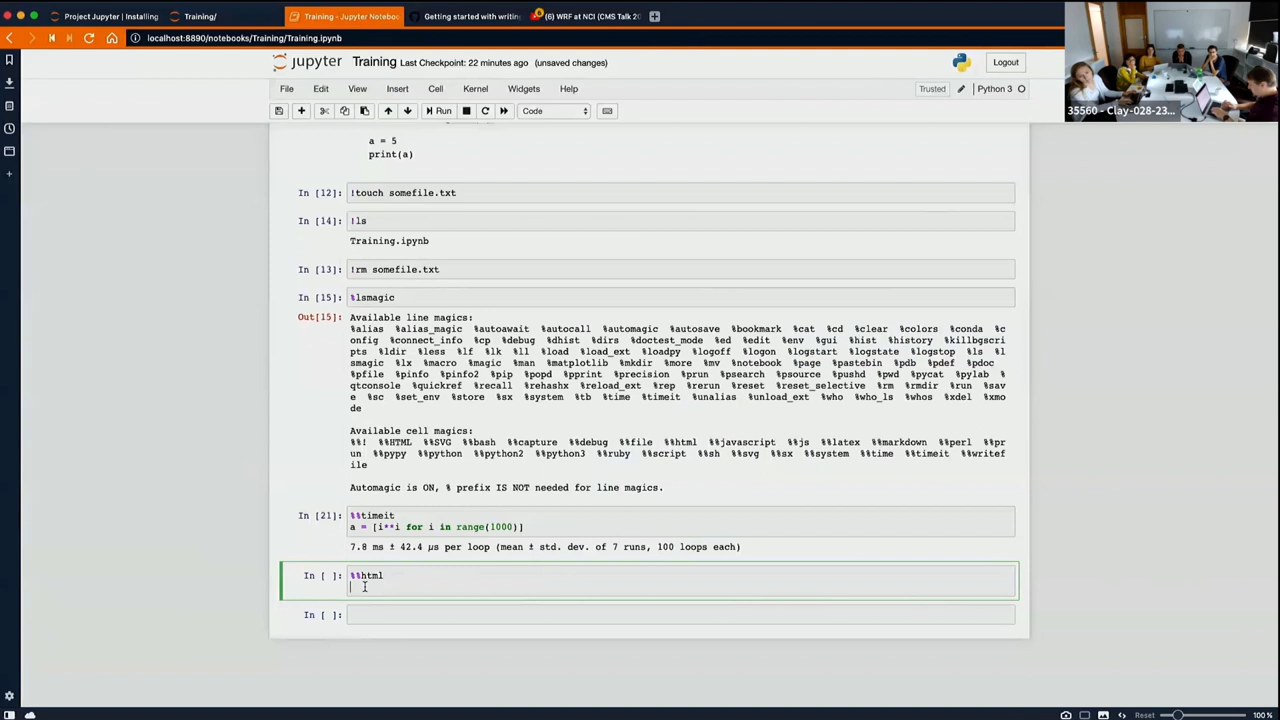 Project Jupyter | Installing
Training/
Training - Jupyter Notebo
Getting started with writing
(6) WRF at NCI (CMS Talk 20
localhost:8890/notebooks/Training/Training.ipynb
35560 - Clay-028-23...
jupyter Training Last Checkpoint: 22 minutes ago (unsaved changes)
Logout
File Edit View Insert Cell Kernel Widgets Help
Trusted
Python 3
Run
Code
a = 5
print(a)
In [12]: !touch somefile.txt
In [14]: !ls
Training.ipynb
In [13]: !rm somefile.txt
In [15]: %lsmagic
Out[15]: Available line magics:
%alias %alias_magic %autoawait %autocall %automagic %autosave %bookmark %cat %cd %clear %colors %conda %c
onfig %connect_info %cp %debug %dhist %dirs %doctest_mode %ed %edit %env %gui %hist %history %killbgscri
pts %ldir %less %lf %lk %ll %load %load_ext %loadpy %logoff %logon %logstart %logstate %logstop %ls %l
smagic %lx %macro %magic %man %matplotlib %mkdir %more %mv %notebook %page %pastebin %pdb %pdef %pdoc
%pfile %pinfo %pinfo2 %pip %popd %pprint %precision %prun %psearch %psource %pushd %pwd %pycat %pylab %
qtconsole %quickref %recall %rehashx %reload_ext %rep %rerun %reset %reset_selective %rm %rmdir %run %sav
e %sc %set_env %store %sx %system %tb %time %timeit %unalias %unload_ext %who %who_ls %whos %xdel %xmo
de
Available cell magics:
%%! %%HTML %%SVG %%bash %%capture %%debug %%file %%html %%javascript %%js %%latex %%markdown %%perl %%pr
un %%pypy %%python %%python2 %%python3 %%ruby %%script %%sh %%svg %%sx %%system %%time %%timeit %%writef
ile
Automagic is ON, % prefix IS NOT needed for line magics.
In [21]: %%timeit
a = [i**i for i in range(1000)]
7.8 ms ± 42.4 µs per loop (mean ± std. dev. of 7 runs, 100 loops each)
In [ ]: %%html
In [ ]:
Reset
100 %